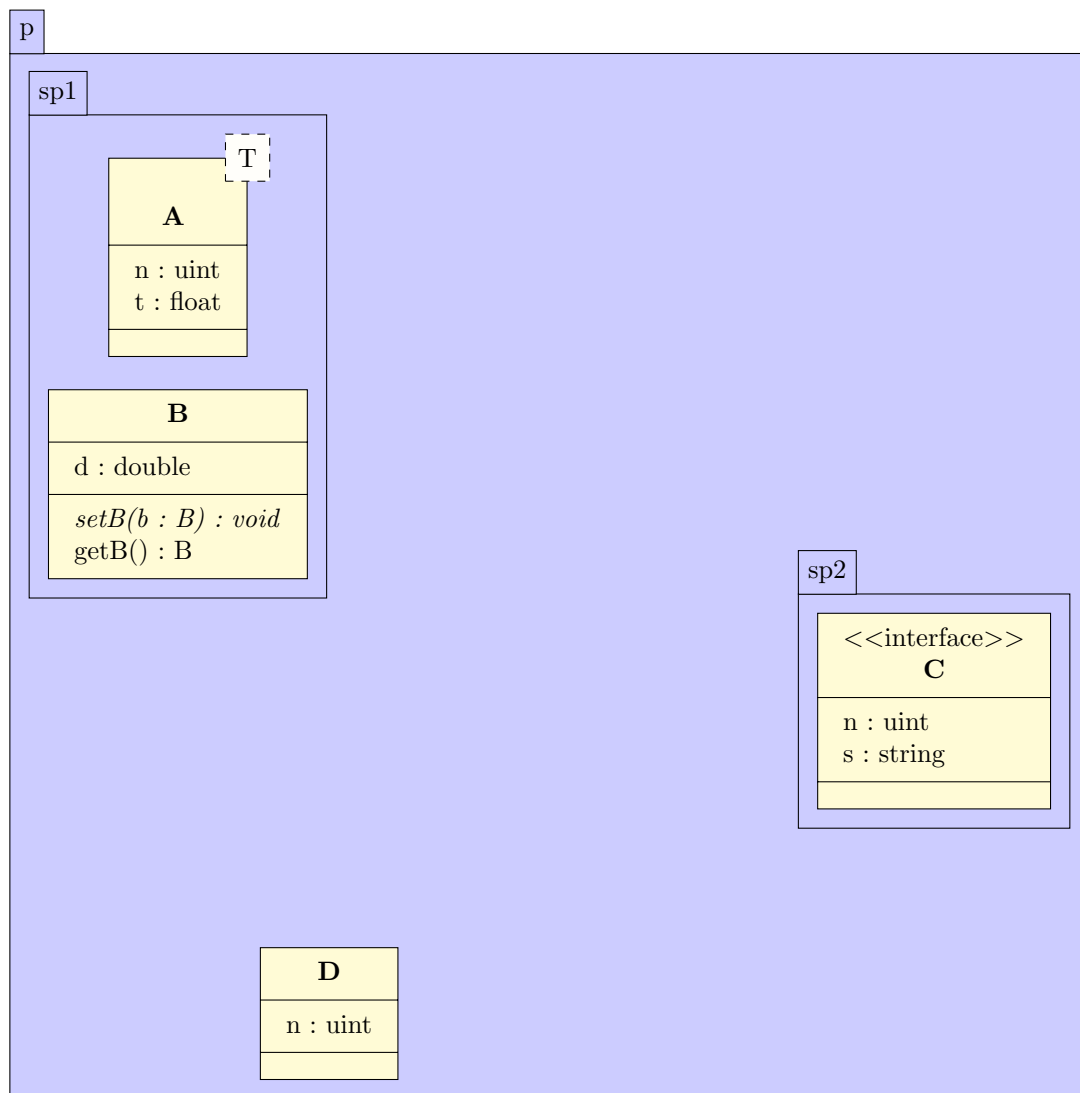 p
sp1
T
A
n : uint
t : float
B
d : double
setB(b : B) : void
getB() : B
sp2
<<interface>>
C
n : uint
s : string
D
n : uint